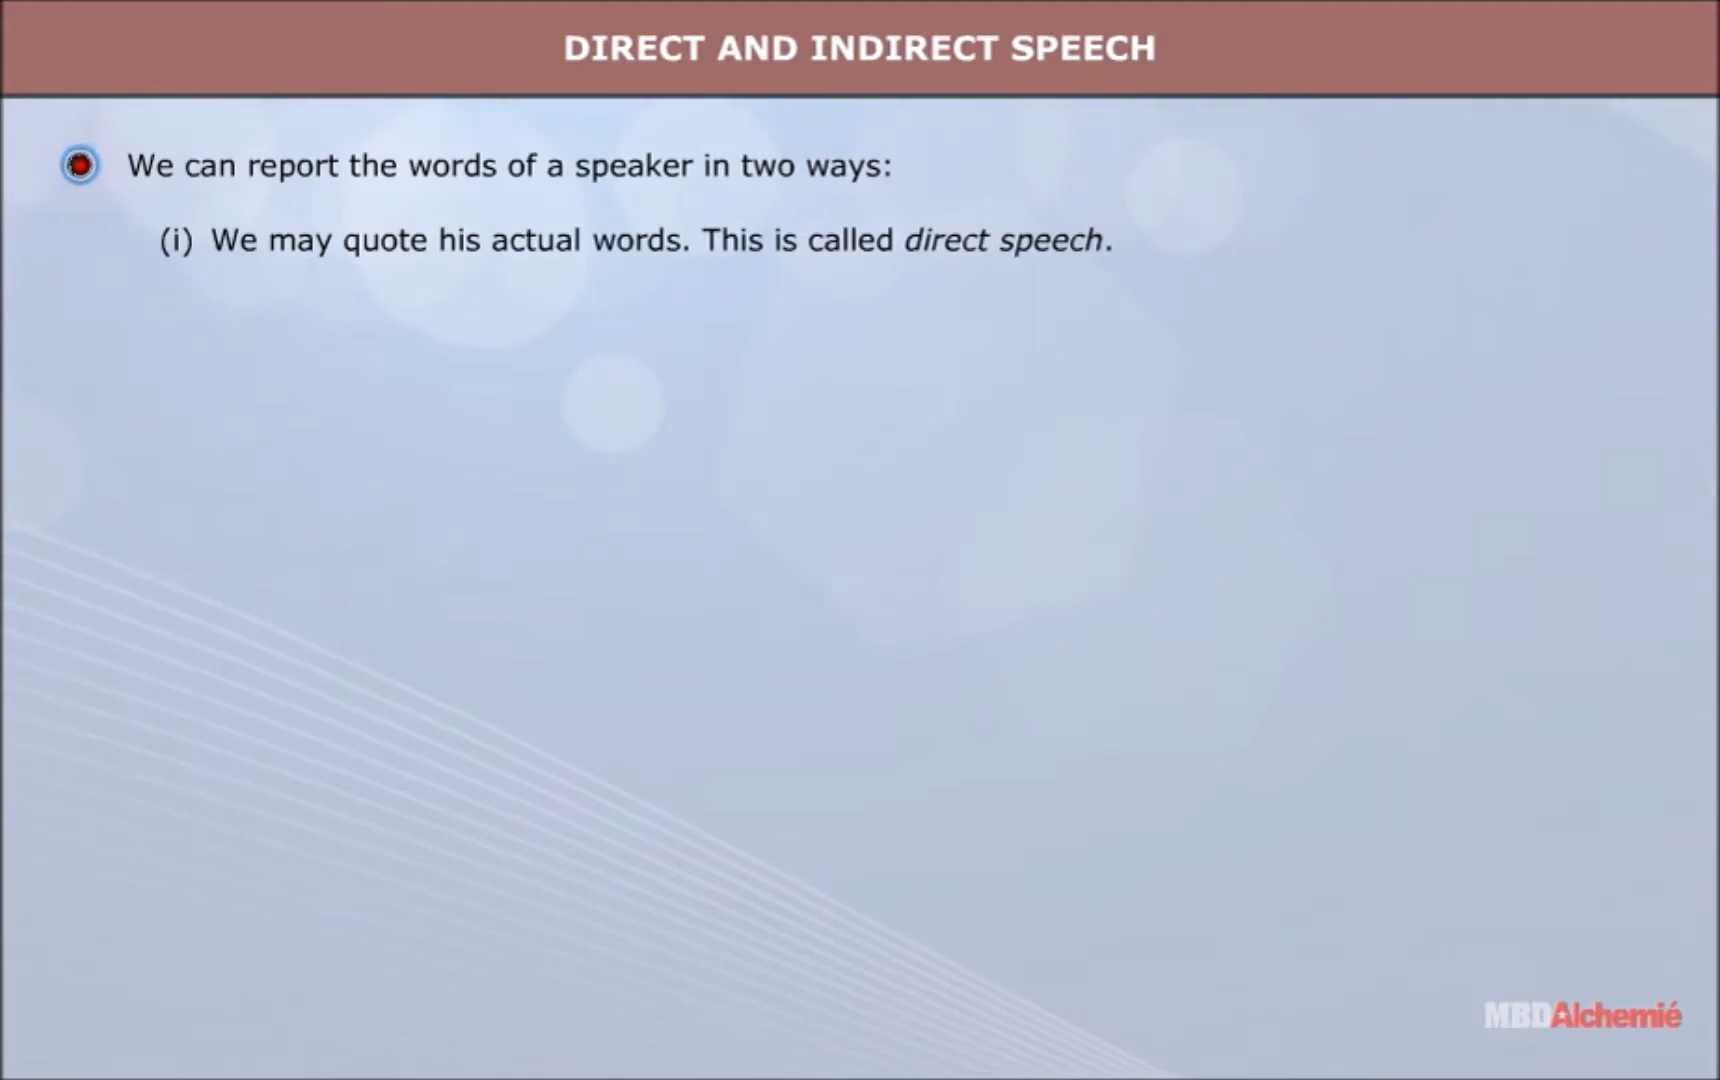 DIRECT AND INDIRECT SPEECH
We can report the words of a speaker in two ways:
(i) We may quote his actual words. This is called direct speech.
MBDAlchemié